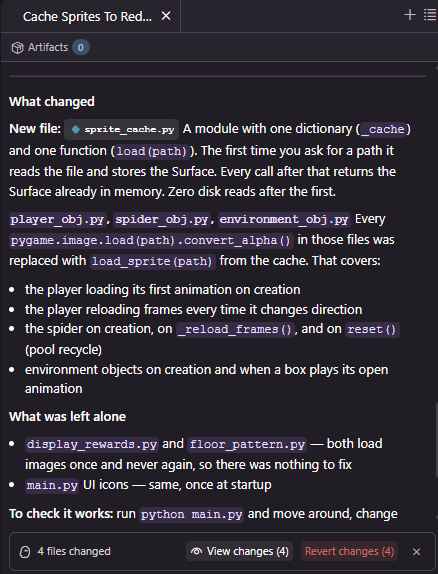 Cache Sprites To Red...
Artifacts 0
What changed
New file: sprite_cache.py A module with one dictionary (_cache)
and one function (load(path)). The first time you ask for a path it
reads the file and stores the Surface. Every call after that returns the
Surface already in memory. Zero disk reads after the first.
player_obj.py, spider_obj.py, environment_obj.py Every
pygame.image.load(path).convert_alpha() in those files was
replaced with load_sprite(path) from the cache. That covers:
• the player loading its first animation on creation
• the player reloading frames every time it changes direction
• the spider on creation, on _reload_frames(), and on reset()
(pool recycle)
• environment objects on creation and when a box plays its open
animation
What was left alone
• display_rewards.py and floor_pattern.py — both load
images once and never again, so there was nothing to fix
• main.py UI icons — same, once at startup
To check it works: run python main.py and move around, change
4 files changed View changes (4) Revert changes (4)